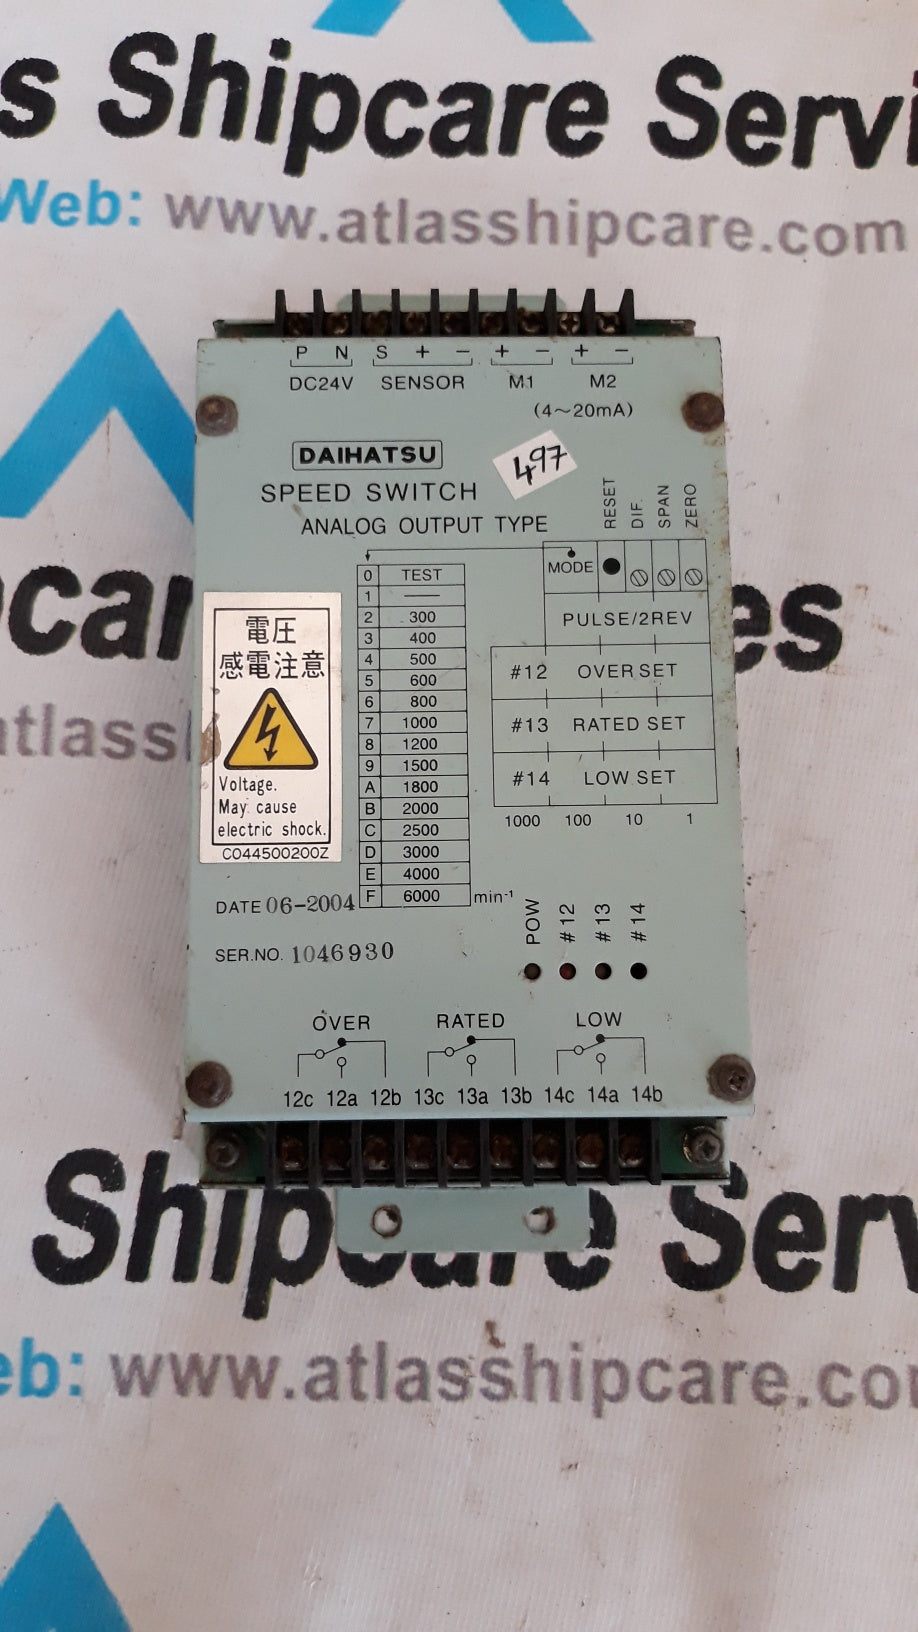 s Shipcare Servi
Web: www.atlasshipcare.com
P N S + − + − + −
DC24V SENSOR M1 M2
(4~20mA)
DAIHATSU
497
SPEED SWITCH
ANALOG OUTPUT TYPE
RESET
DIF.
SPAN
ZERO
MODE
0 TEST
1 —
2 300
3 400
4 500
5 600
6 800
7 1000
8 1200
9 1500
A 1800
B 2000
C 2500
D 3000
E 4000
F 6000 min⁻¹
PULSE/2REV
#12 OVER SET
#13 RATED SET
#14 LOW SET
1000 100 10 1
電圧
感電注意
Voltage.
May cause
electric shock.
C044500200Z
DATE 06-2004
SER.NO. 1046930
POW
#12
#13
#14
OVER RATED LOW
12c 12a 12b 13c 13a 13b 14c 14a 14b
pcar es
atlass
Shipcare Serv
eb: www.atlasshipcare.co